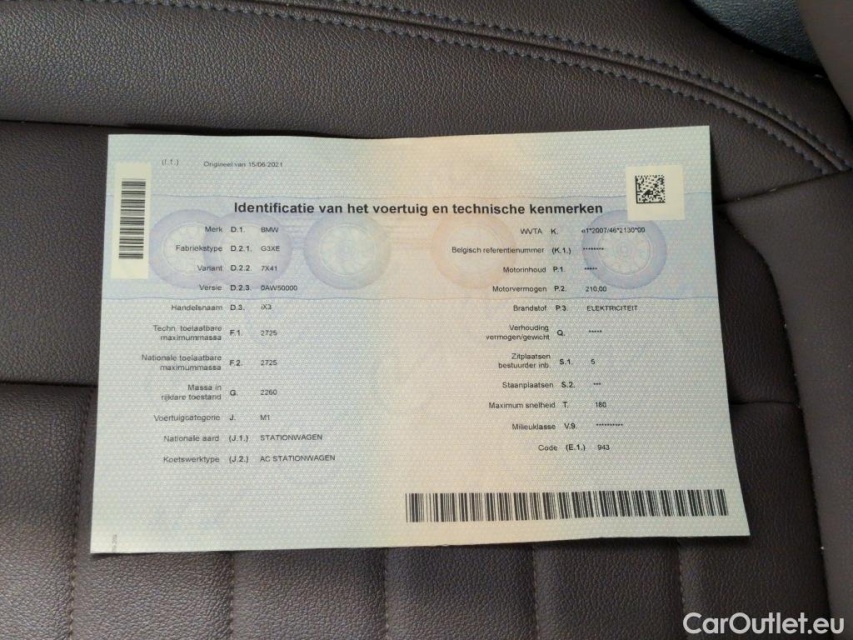 (I.T.) Origineel van 15/06/2021
Identificatie van het voertuig en technische kenmerken
Merk D.1. BMW
Fabriekstype D.2.1. G3XE
Variant D.2.2 7X41
Versie D.2.3 DAW50000
Handelsnaam D.3. iX3
Techn. toelaatbare
maximummassa F.1. 2725
Nationale toelaatbare
maximummassa F.2. 2725
Massa in
rijklare toestand G. 2260
Voertuigcategorie J. M1
Nationale aard (J.1.) STATIONWAGEN
Koetswerktype (J.2.) AC STATIONWAGEN
WVTA K. e1*2007/46*2130*00
Belgisch referentienummer (K.1.) ********
Motorinhoud P.1. *****
Motorvermogen P.2. 210,00
Brandstof P.3. ELEKTRICITEIT
Verhouding
vermogen/gewicht Q. *****
Zitplaatsen
bestuurder inb. S.1. 5
Staanplaatsen S.2. ***
Maximum snelheid T. 180
Milieuklasse V.9. **********
Code (E.1.) 943
CarOutlet.eu